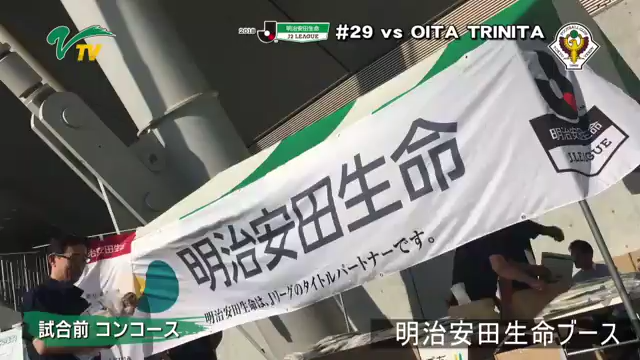 VTV
2018
明治安田生命
J2 LEAGUE
#29 vs OITA TRINITA
明治安田生命
明治安田生命は、Jリーグのタイトルパートナーです。
明治安田生命
J.LEAGUE
試合前 コンコース
明治安田生命ブース